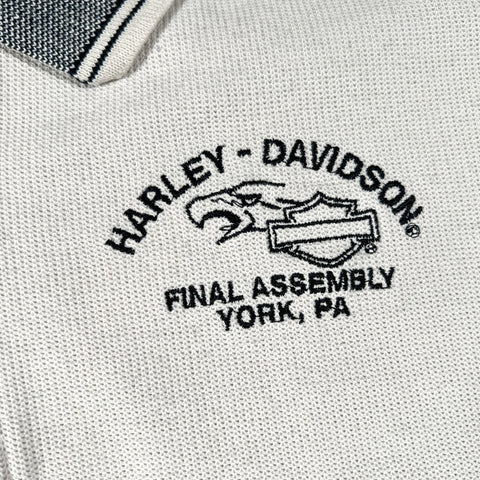 HARLEY - DAVIDSON®
FINAL ASSEMBLY
YORK, PA